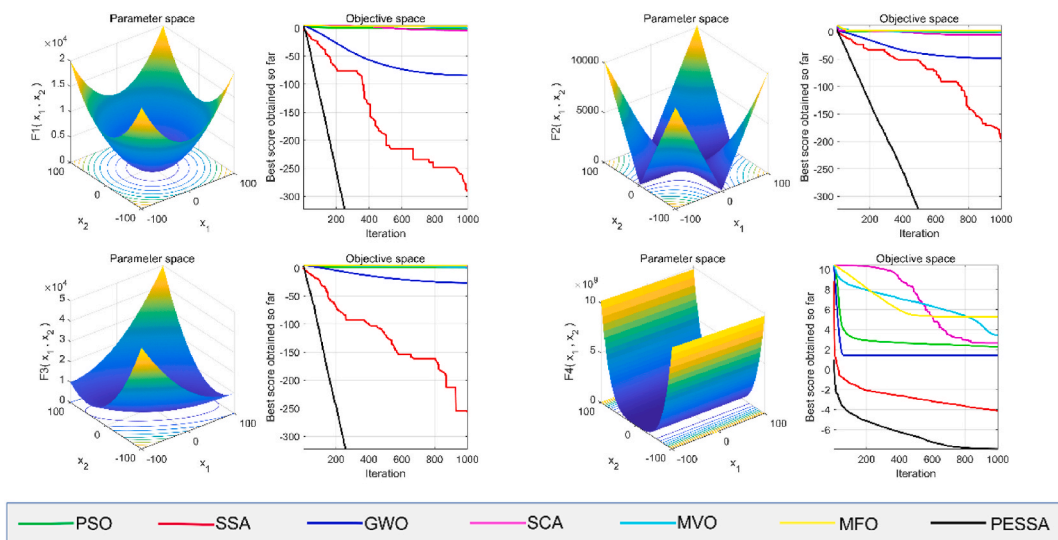 Parameter space
Objective space
×10⁴
2
1.5
1
0.5
0
F1( x₁ , x₂ )
100
0
-100
x₂
-100
0
100
x₁
0
-50
-100
-150
-200
-250
-300
Best score obtained so far
200 400 600 800 1000
Iteration
Parameter space
Objective space
10000
5000
0
F2( x₁ , x₂ )
100
0
-100
x₂
-100
0
100
x₁
0
-50
-100
-150
-200
-250
-300
Best score obtained so far
200 400 600 800 1000
Iteration
Parameter space
Objective space
×10⁴
5
4
3
2
1
0
F3( x₁ , x₂ )
100
0
-100
x₂
-100
0
100
x₁
0
-50
-100
-150
-200
-250
-300
Best score obtained so far
200 400 600 800 1000
Iteration
Parameter space
Objective space
×10⁹
10
5
0
F4( x₁ , x₂ )
100
0
-100
x₂
-100
0
100
x₁
10
8
6
4
2
0
-2
-4
-6
Best score obtained so far
200 400 600 800 1000
Iteration
PSO SSA GWO SCA MVO MFO PESSA